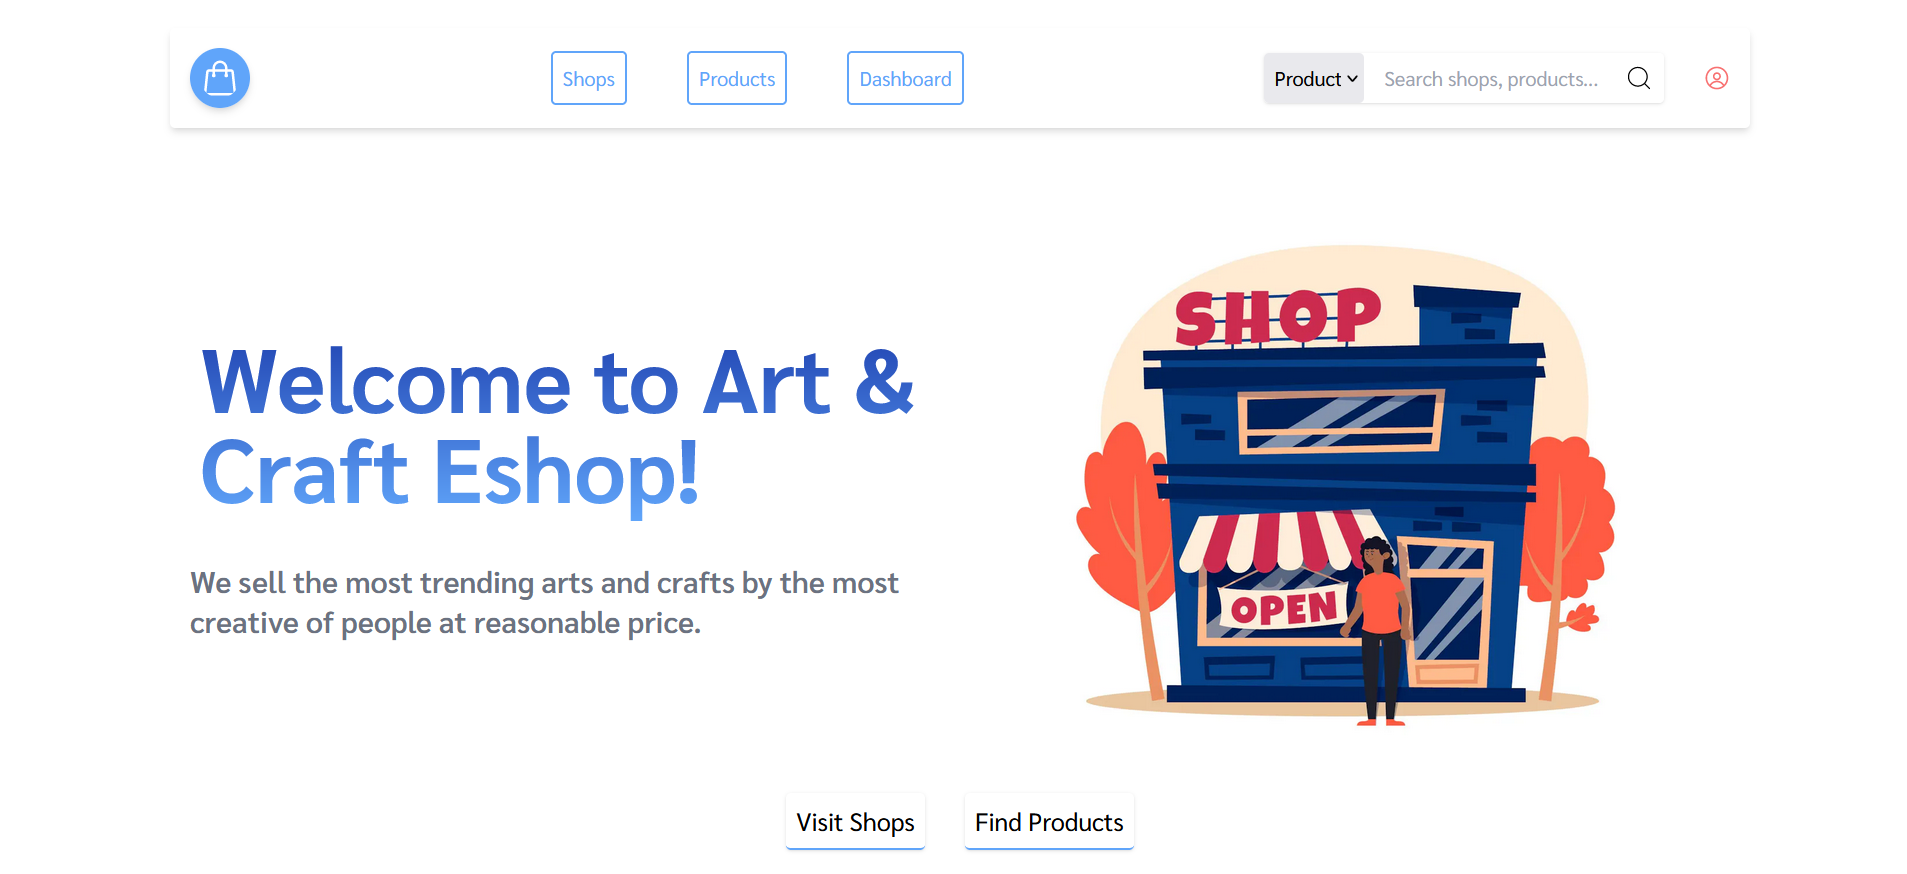 Shops Products Dashboard Product Search shops, products...
SHOP
Welcome to Art &
Craft Eshop!
We sell the most trending arts and crafts by the most
creative of people at reasonable price.
OPEN
Visit Shops Find Products